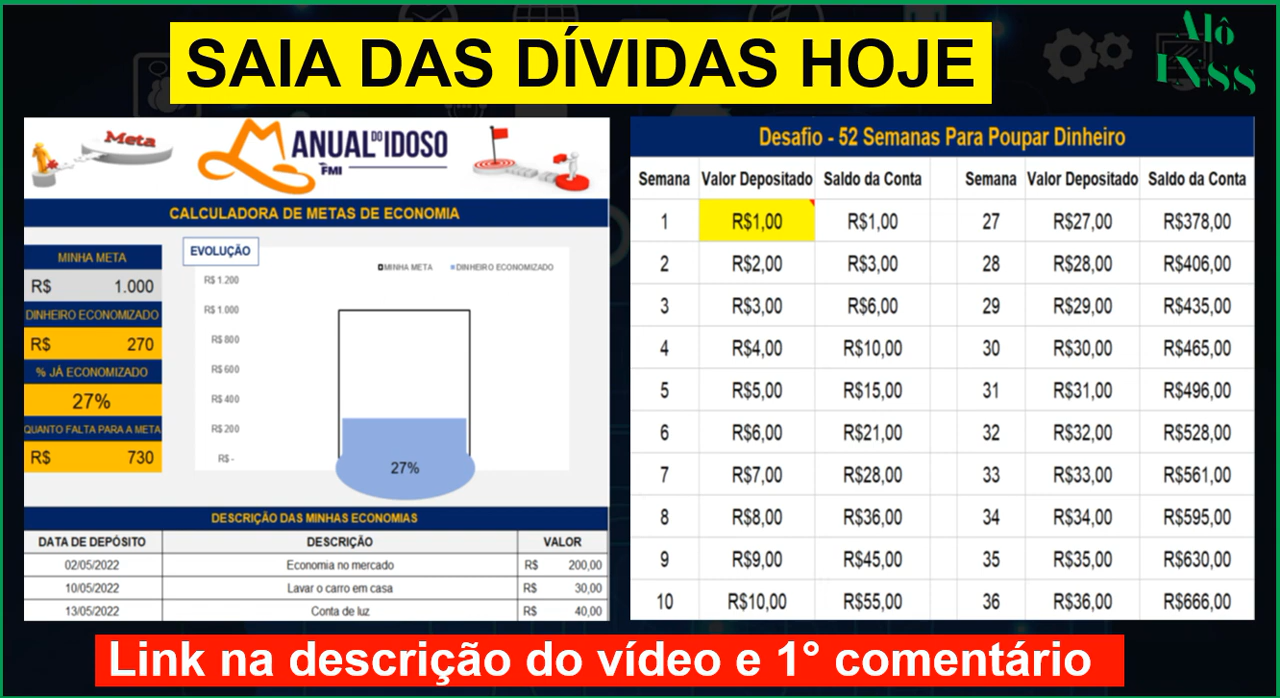 SAIA DAS DÍVIDAS HOJE
Alô
INSS
Meta
MANUAL DO IDOSO
FMI
CALCULADORA DE METAS DE ECONOMIA
MINHA META
R$ 1.000
DINHEIRO ECONOMIZADO
R$ 270
% JÁ ECONOMIZADO
27%
QUANTO FALTA PARA A META
R$ 730
EVOLUÇÃO
MINHA META DINHEIRO ECONOMIZADO
R$ 1.200
R$ 1.000
R$ 800
R$ 600
R$ 400
R$ 200
R$ -
27%
DESCRIÇÃO DAS MINHAS ECONOMIAS
DATA DE DEPÓSITO DESCRIÇÃO VALOR
02/05/2022 Economia no mercado R$ 200,00
10/05/2022 Lavar o carro em casa R$ 30,00
13/05/2022 Conta de luz R$ 40,00
Desafio - 52 Semanas Para Poupar Dinheiro
Semana Valor Depositado Saldo da Conta Semana Valor Depositado Saldo da Conta
1 R$1,00 R$1,00 27 R$27,00 R$378,00
2 R$2,00 R$3,00 28 R$28,00 R$406,00
3 R$3,00 R$6,00 29 R$29,00 R$435,00
4 R$4,00 R$10,00 30 R$30,00 R$465,00
5 R$5,00 R$15,00 31 R$31,00 R$496,00
6 R$6,00 R$21,00 32 R$32,00 R$528,00
7 R$7,00 R$28,00 33 R$33,00 R$561,00
8 R$8,00 R$36,00 34 R$34,00 R$595,00
9 R$9,00 R$45,00 35 R$35,00 R$630,00
10 R$10,00 R$55,00 36 R$36,00 R$666,00
Link na descrição do vídeo e 1° comentário